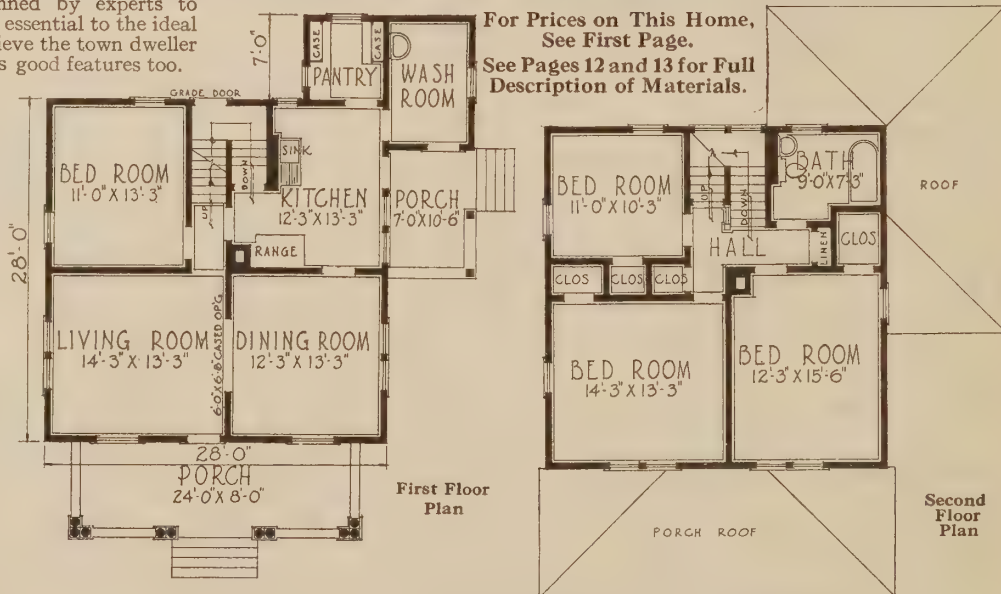 nned by experts to
essential to the ideal
ieve the town dweller
s good features too.
For Prices on This Home,
See First Page.
See Pages 12 and 13 for Full
Description of Materials.
7'-0"
CASE
CASE
PANTRY
WASH
ROOM
GRADE DOOR
BED ROOM
11'-0" X 13'-3"
UP
DOWN
SINK
KITCHEN
12'-3" X 13'-3"
RANGE
PORCH
7'-0" X 10'-6"
28'-0"
LIVING ROOM
14'-3" X 13'-3"
6'-0" X 6'-8" CASED OP'G
DINING ROOM
12'-3" X 13'-3"
28'-0"
PORCH
24'-0" X 8'-0"
First Floor
Plan
BED ROOM
11'-0" X 10'-3"
UP
DOWN
BATH
9'-0" X 7'-3"
ROOF
HALL
LINEN
CLOS
CLOS
CLOS
CLOS
BED ROOM
14'-3" X 13'-3"
BED ROOM
12'-3" X 15'-6"
PORCH ROOF
Second
Floor
Plan